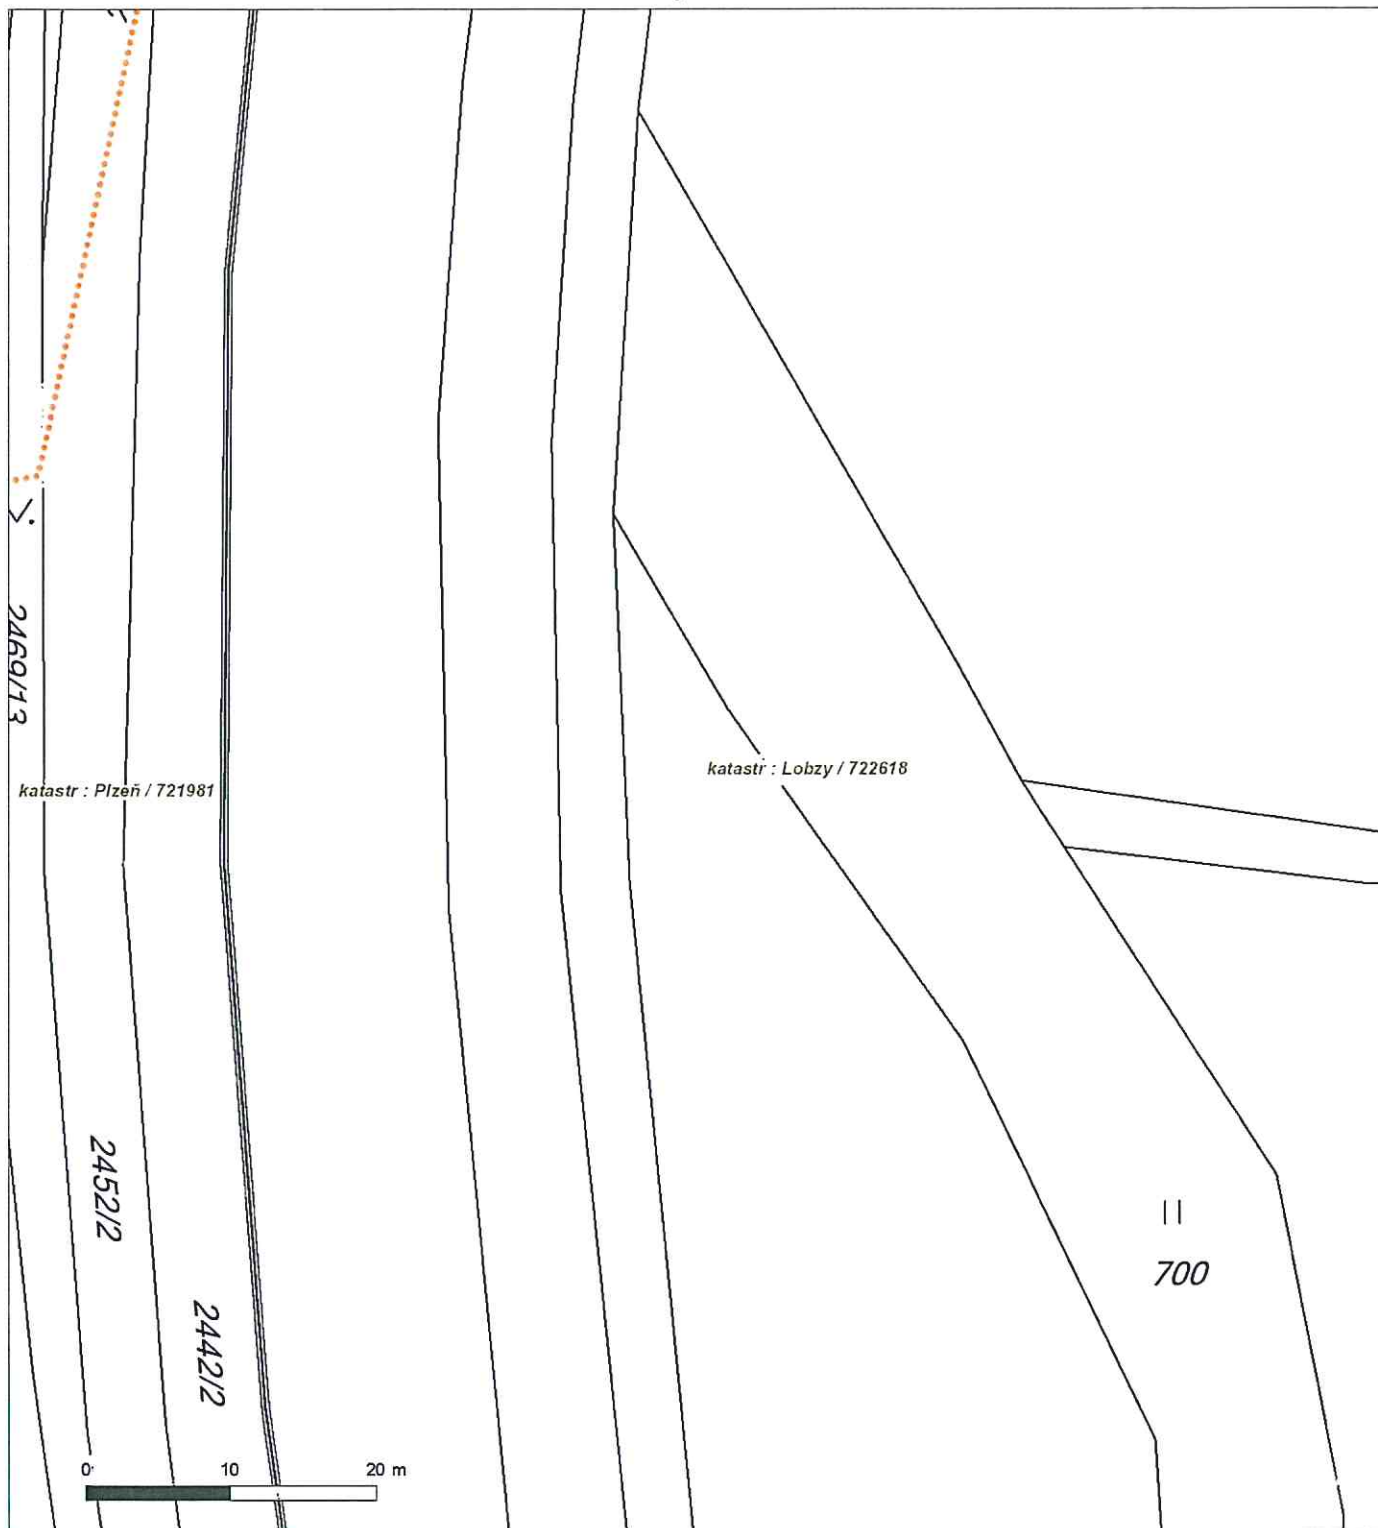 2469/13
katastr : Plzeň / 721981
katastr : Lobzy / 722618
2452/2
2442/2
700
0 10 20 m